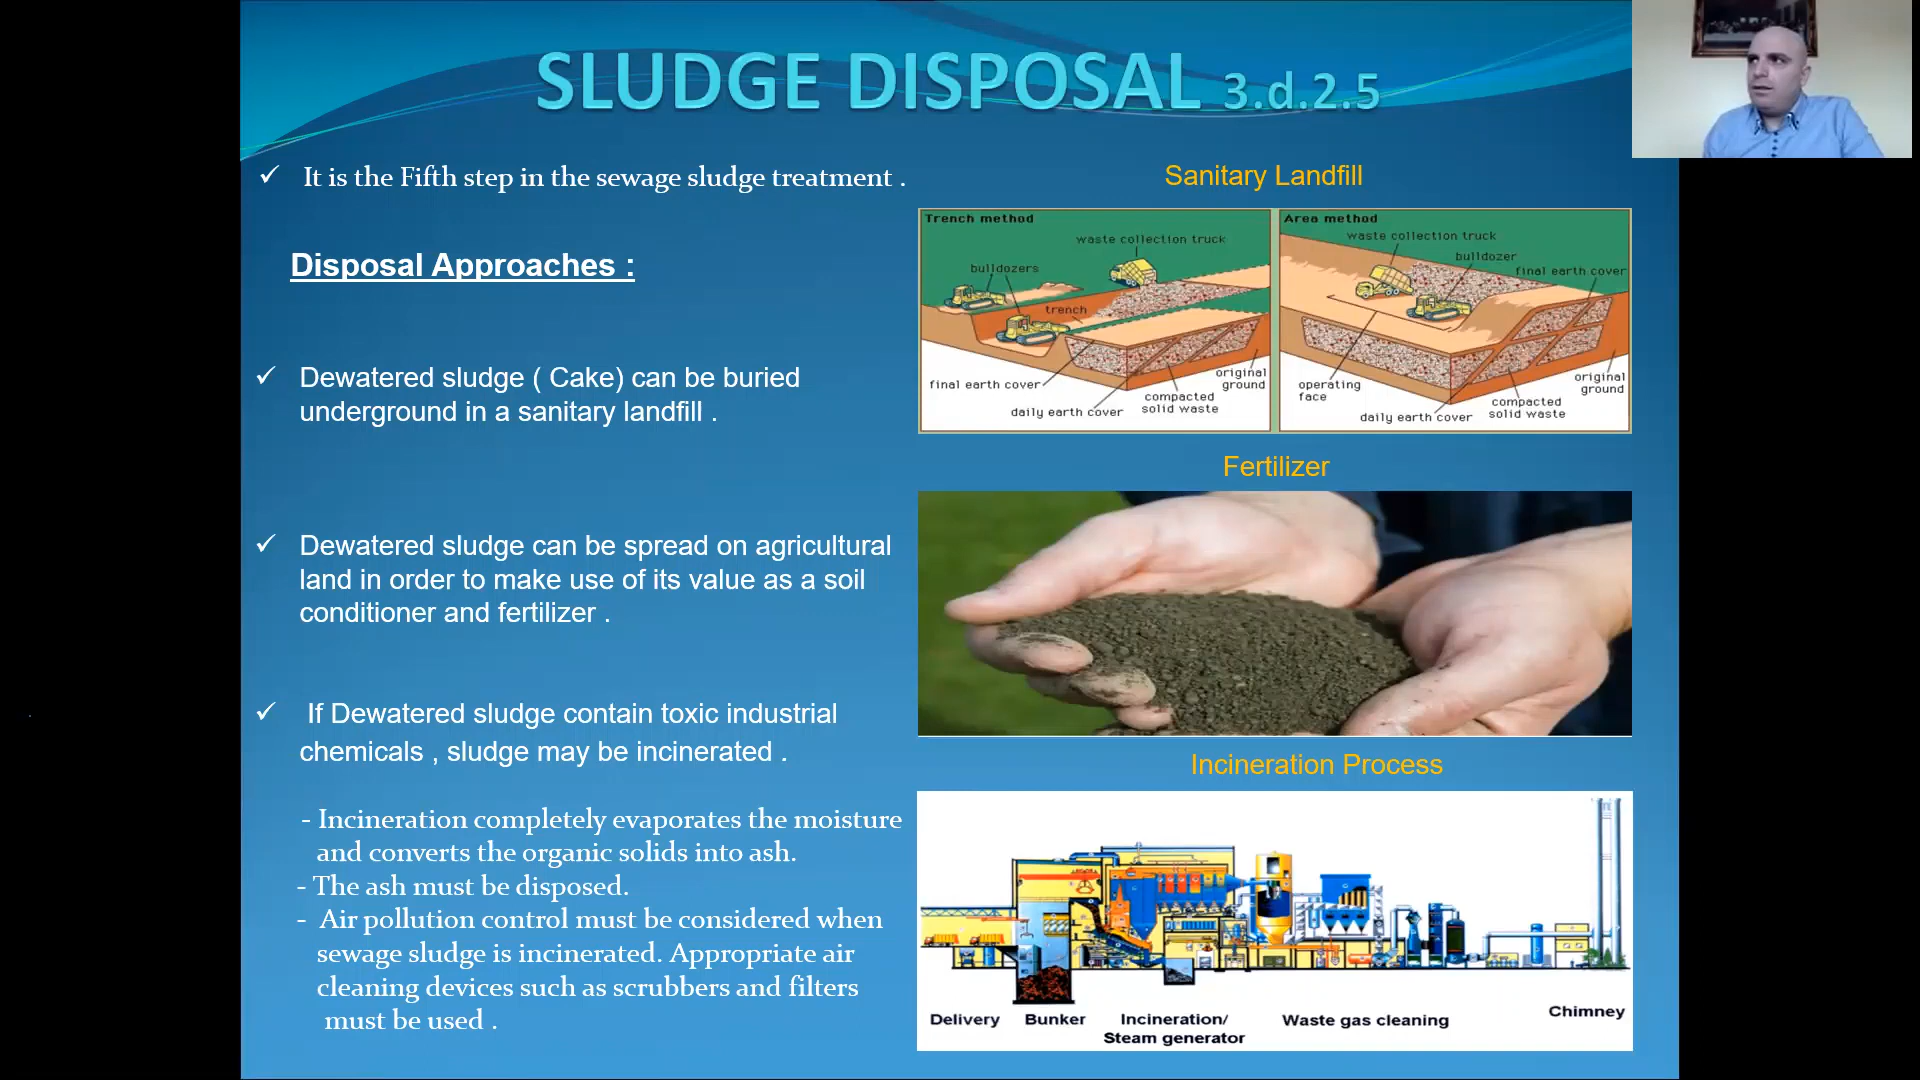 SLUDGE DISPOSAL 3.d.2.5
✓ It is the Fifth step in the sewage sludge treatment .
Disposal Approaches :
✓ Dewatered sludge ( Cake) can be buried
underground in a sanitary landfill .
✓ Dewatered sludge can be spread on agricultural
land in order to make use of its value as a soil
conditioner and fertilizer .
✓ If Dewatered sludge contain toxic industrial
chemicals , sludge may be incinerated .
- Incineration completely evaporates the moisture
and converts the organic solids into ash.
- The ash must be disposed.
- Air pollution control must be considered when
sewage sludge is incinerated. Appropriate air
cleaning devices such as scrubbers and filters
must be used .
Sanitary Landfill
Trench method
waste collection truck
bulldozers
trench
final earth cover
daily earth cover
compacted
solid waste
original
ground
Area method
waste collection truck
bulldozer
final earth cover
operating
face
daily earth cover
compacted
solid waste
original
ground
Fertilizer
Incineration Process
Delivery
Bunker
Incineration/
Steam generator
Waste gas cleaning
Chimney